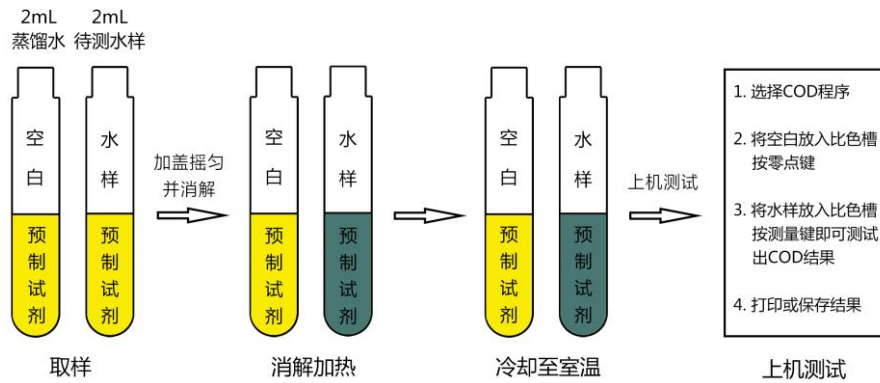 2mL
蒸馏水
2mL
待测水样
空
白
预
制
试
剂
水
样
预
制
试
剂
取样
加盖摇匀
并消解
空
白
预
制
试
剂
水
样
预
制
试
剂
消解加热
空
白
预
制
试
剂
水
样
预
制
试
剂
冷却至室温
上机测试
1. 选择COD程序
2. 将空白放入比色槽
按零点键
3. 将水样放入比色槽
按测量键即可测试
出COD结果
4. 打印或保存结果
上机测试